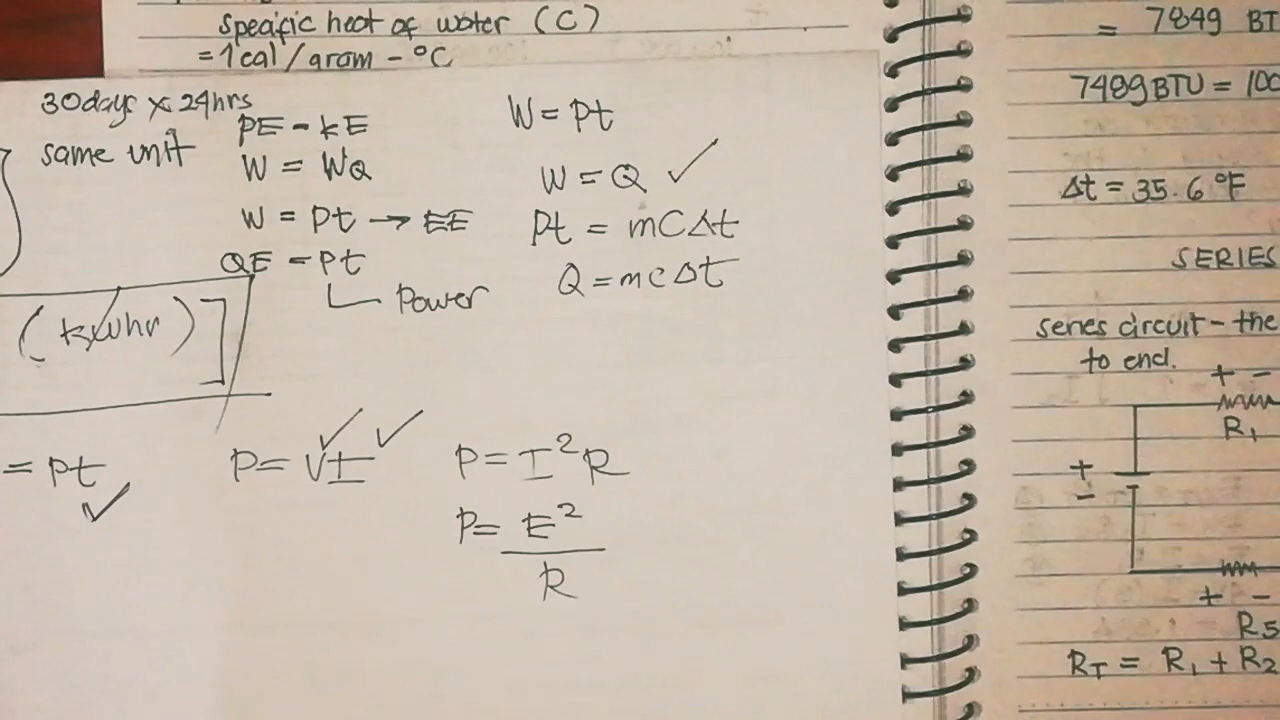 specific heat of water (C)
= 1 cal / gram - °C
30days x 24hrs
same unit
PE - KE
W = WQ
W = Pt → EE
QE = Pt
Power
W = Pt
W = Q ✓
Pt = mCΔt
Q = mcΔt
( kwhr ) ]
= Pt
✓
P = VI
✓ ✓
P = I²R
P = E²
R
= 7849 BT
7489 BTU = 100
Δt = 35.6 °F
SERIES
series circuit - the
to end.
+ -
R1
+
-
+ -
R5
RT = R1 + R2